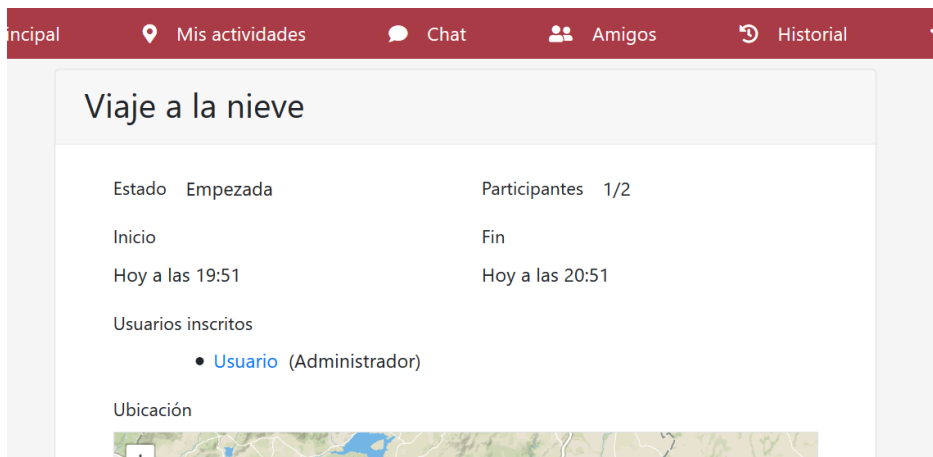 incipal Mis actividades Chat Amigos Historial
Viaje a la nieve
Estado Empezada Participantes 1/2
Inicio Fin
Hoy a las 19:51 Hoy a las 20:51
Usuarios inscritos
• Usuario (Administrador)
Ubicación